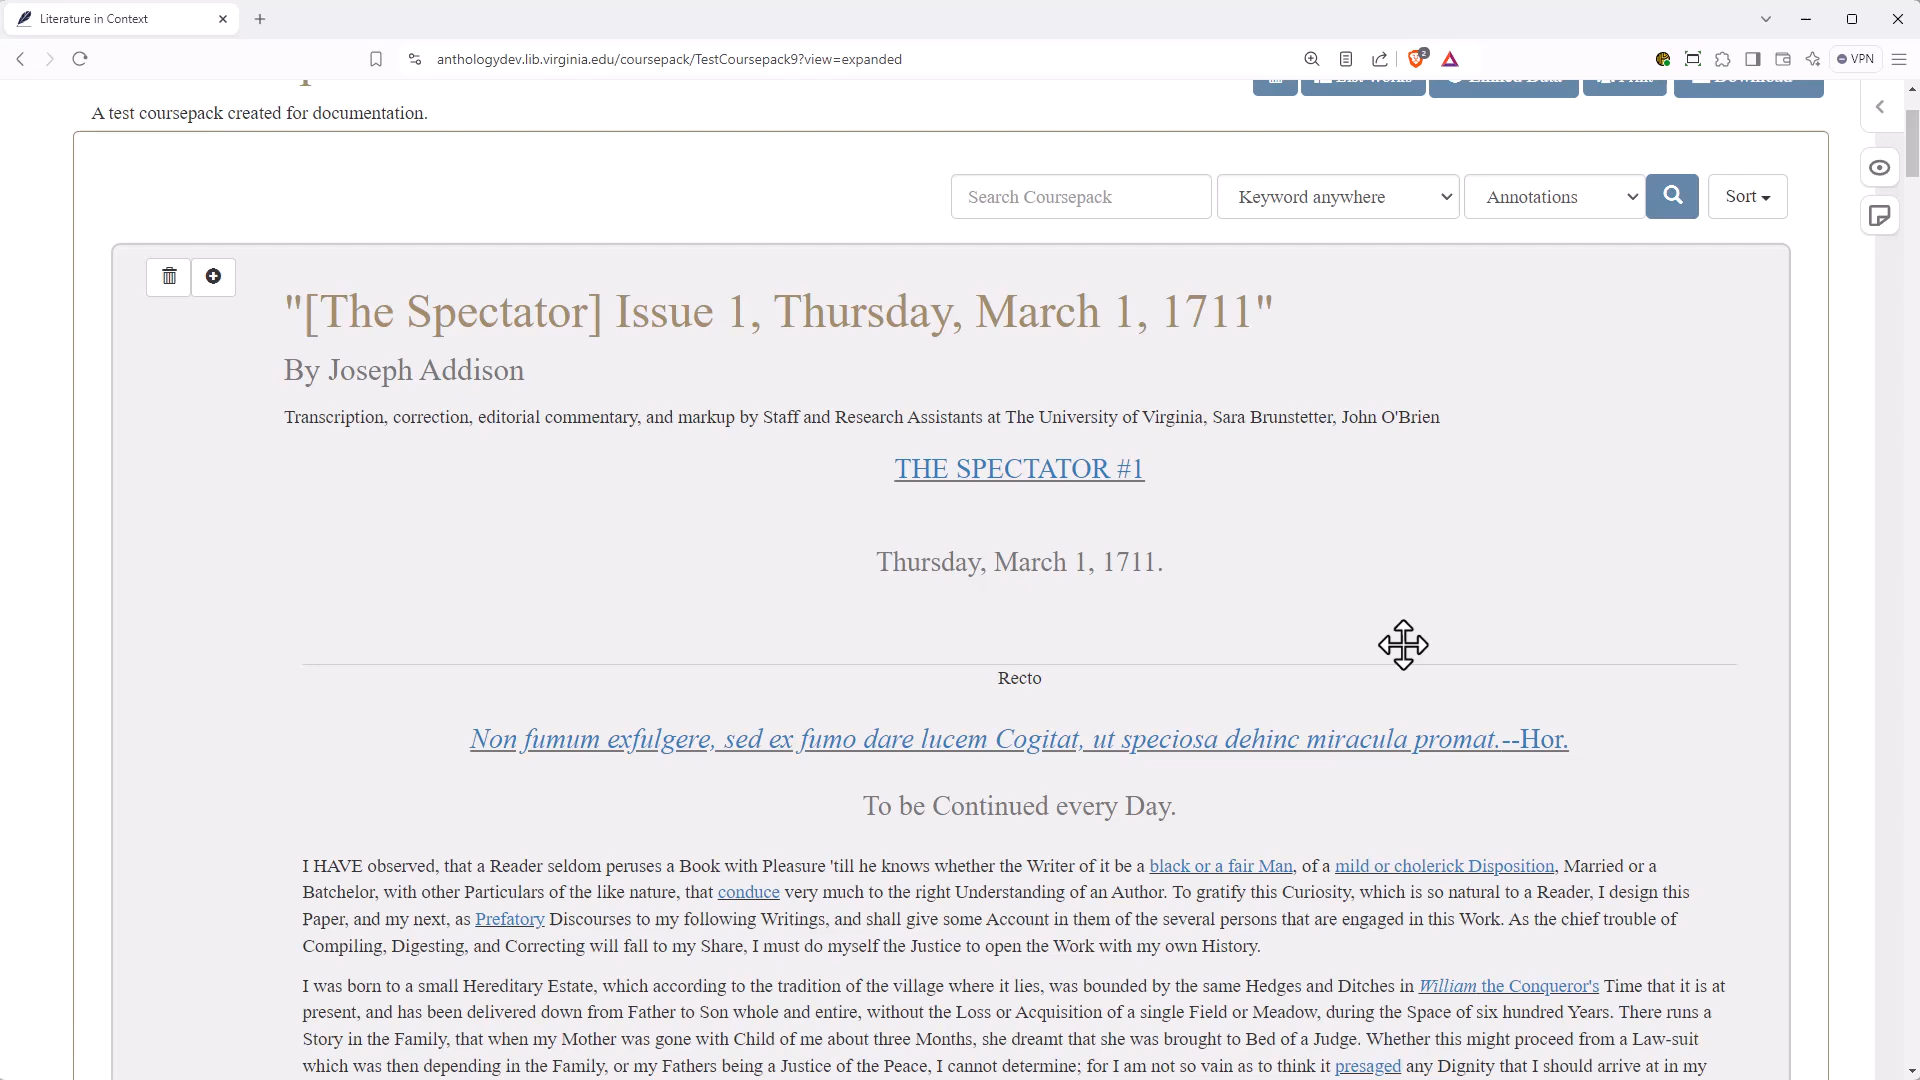 Literature in Context
anthologydev.lib.virginia.edu/coursepack/TestCoursepack9?view=expanded
2
VPN
A test coursepack created for documentation.
Search Coursepack
Keyword anywhere
Annotations
Sort
"[The Spectator] Issue 1, Thursday, March 1, 1711"
By Joseph Addison
Transcription, correction, editorial commentary, and markup by Staff and Research Assistants at The University of Virginia, Sara Brunstetter, John O'Brien
THE SPECTATOR #1
Thursday, March 1, 1711.
Recto
Non fumum exfulgere, sed ex fumo dare lucem Cogitat, ut speciosa dehinc miracula promat.--Hor.
To be Continued every Day.
I HAVE observed, that a Reader seldom peruses a Book with Pleasure 'till he knows whether the Writer of it be a black or a fair Man, of a mild or cholerick Disposition, Married or a
Batchelor, with other Particulars of the like nature, that conduce very much to the right Understanding of an Author. To gratify this Curiosity, which is so natural to a Reader, I design this
Paper, and my next, as Prefatory Discourses to my following Writings, and shall give some Account in them of the several persons that are engaged in this Work. As the chief trouble of
Compiling, Digesting, and Correcting will fall to my Share, I must do myself the Justice to open the Work with my own History.
I was born to a small Hereditary Estate, which according to the tradition of the village where it lies, was bounded by the same Hedges and Ditches in William the Conqueror's Time that it is at
present, and has been delivered down from Father to Son whole and entire, without the Loss or Acquisition of a single Field or Meadow, during the Space of six hundred Years. There runs a
Story in the Family, that when my Mother was gone with Child of me about three Months, she dreamt that she was brought to Bed of a Judge. Whether this might proceed from a Law-suit
which was then depending in the Family, or my Fathers being a Justice of the Peace, I cannot determine; for I am not so vain as to think it presaged any Dignity that I should arrive at in my